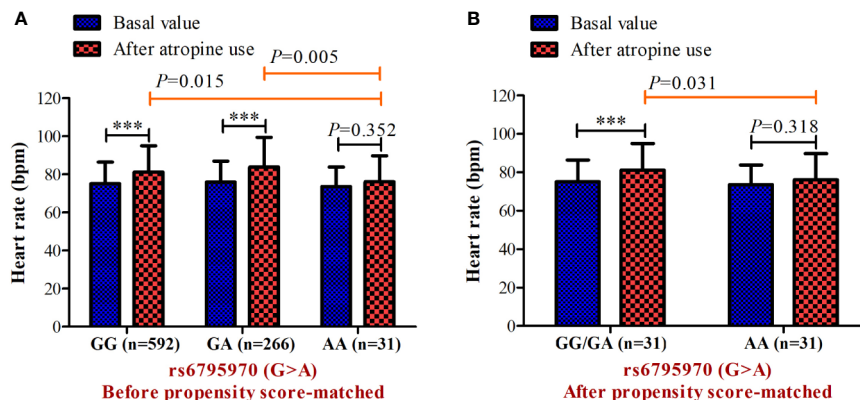 A
Basal value
After atropine use
P=0.005
P=0.015
120
100
80
60
40
20
0
Heart rate (bpm)
***
***
P=0.352
GG (n=592)
GA (n=266)
AA (n=31)
rs6795970 (G>A)
Before propensity score-matched
B
Basal value
After atropine use
P=0.031
120
100
80
60
40
20
0
Heart rate (bpm)
***
P=0.318
GG/GA (n=31)
AA (n=31)
rs6795970 (G>A)
After propensity score-matched